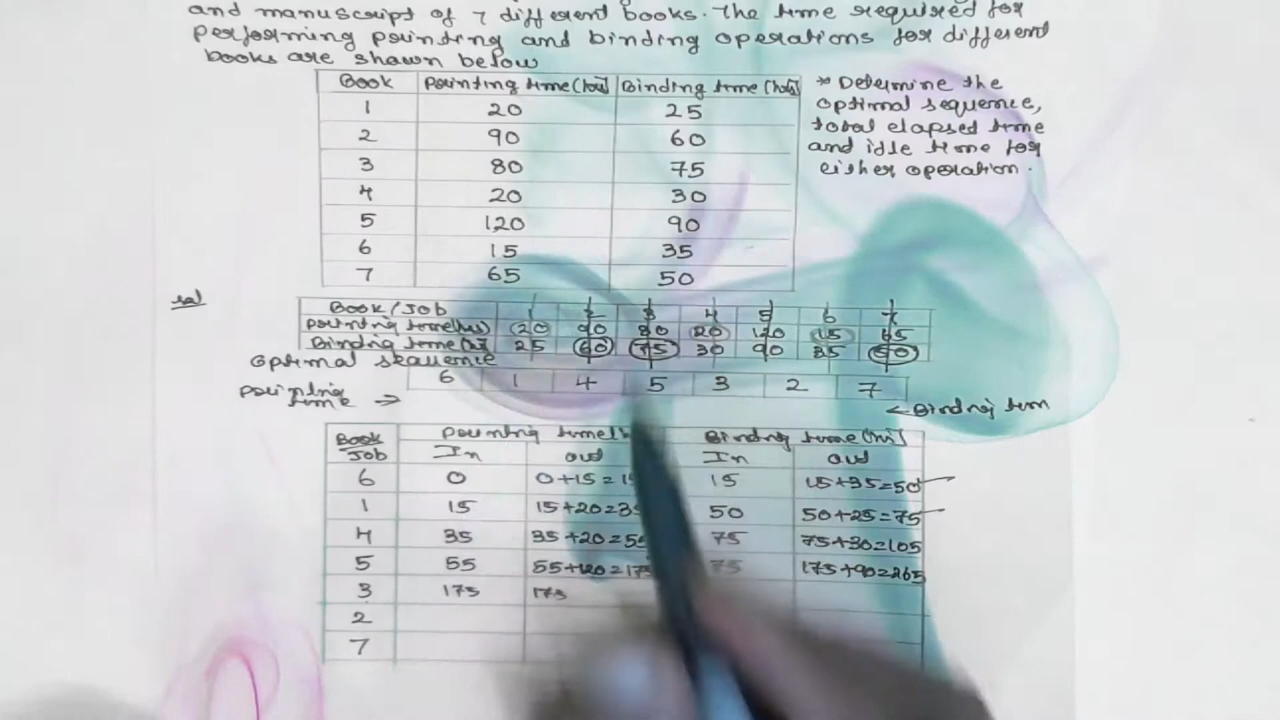 and manuscript of 7 different books. The time required for
performing printing and binding operations for different
books are shawn below
Book Printing time (hours) Binding time (hours)
1 20 25
2 90 60
3 80 75
4 20 30
5 120 90
6 15 35
7 65 50
* Determine the
optimal sequence,
total elapsed time
and idle time for
either operation.
sol
Book/Job 1 2 3 4 5 6 7
Printing time (hrs) 20 90 80 20 120 15 65
Binding time (hr) 25 60 75 30 90 35 50
Optimal sequence
6 1 4 5 3 2 7
printing
time →
← Binding tim
Book
Job
Printing time Binding time (hr)
In out In out
6 0 0+15=15 15 15+35=50
1 15 15+20=35 50 50+25=75
4 35 35+20=55 75 75+30=105
5 55 55+120=175 175+90=265
3 175 175
2
7